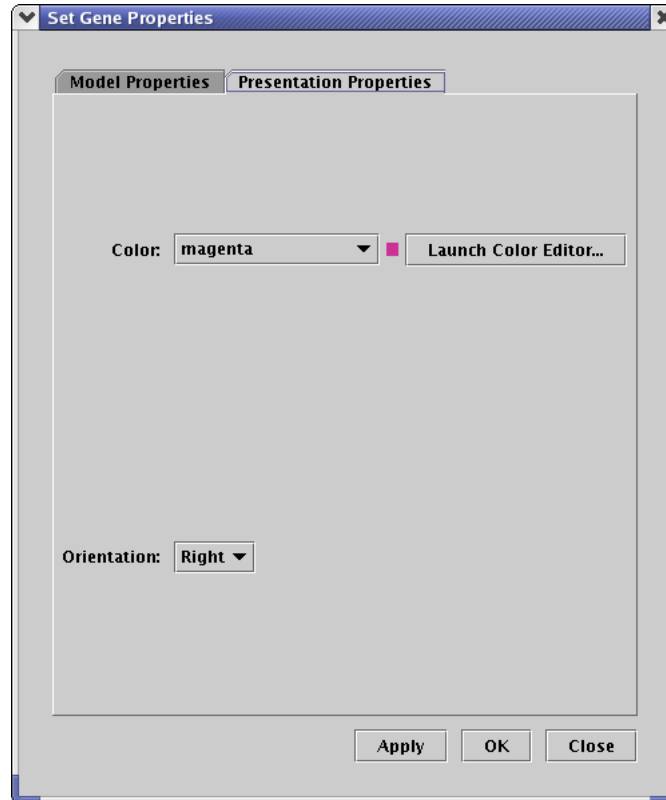 Set Gene Properties
Model Properties Presentation Properties
Color: magenta Launch Color Editor...
Orientation: Right
Apply OK Close